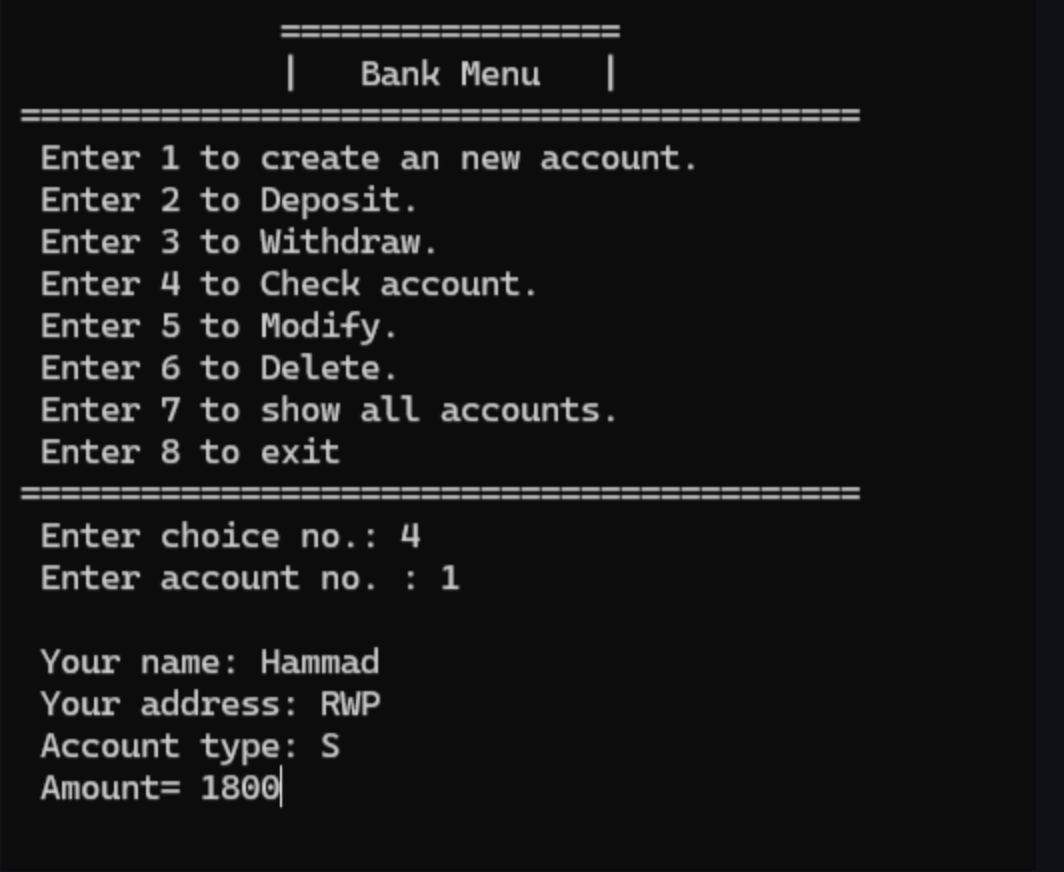 =================
|   Bank Menu   |
==========================================
Enter 1 to create an new account.
Enter 2 to Deposit.
Enter 3 to Withdraw.
Enter 4 to Check account.
Enter 5 to Modify.
Enter 6 to Delete.
Enter 7 to show all accounts.
Enter 8 to exit
==========================================
Enter choice no.: 4
Enter account no. : 1
Your name: Hammad
Your address: RWP
Account type: S
Amount= 1800